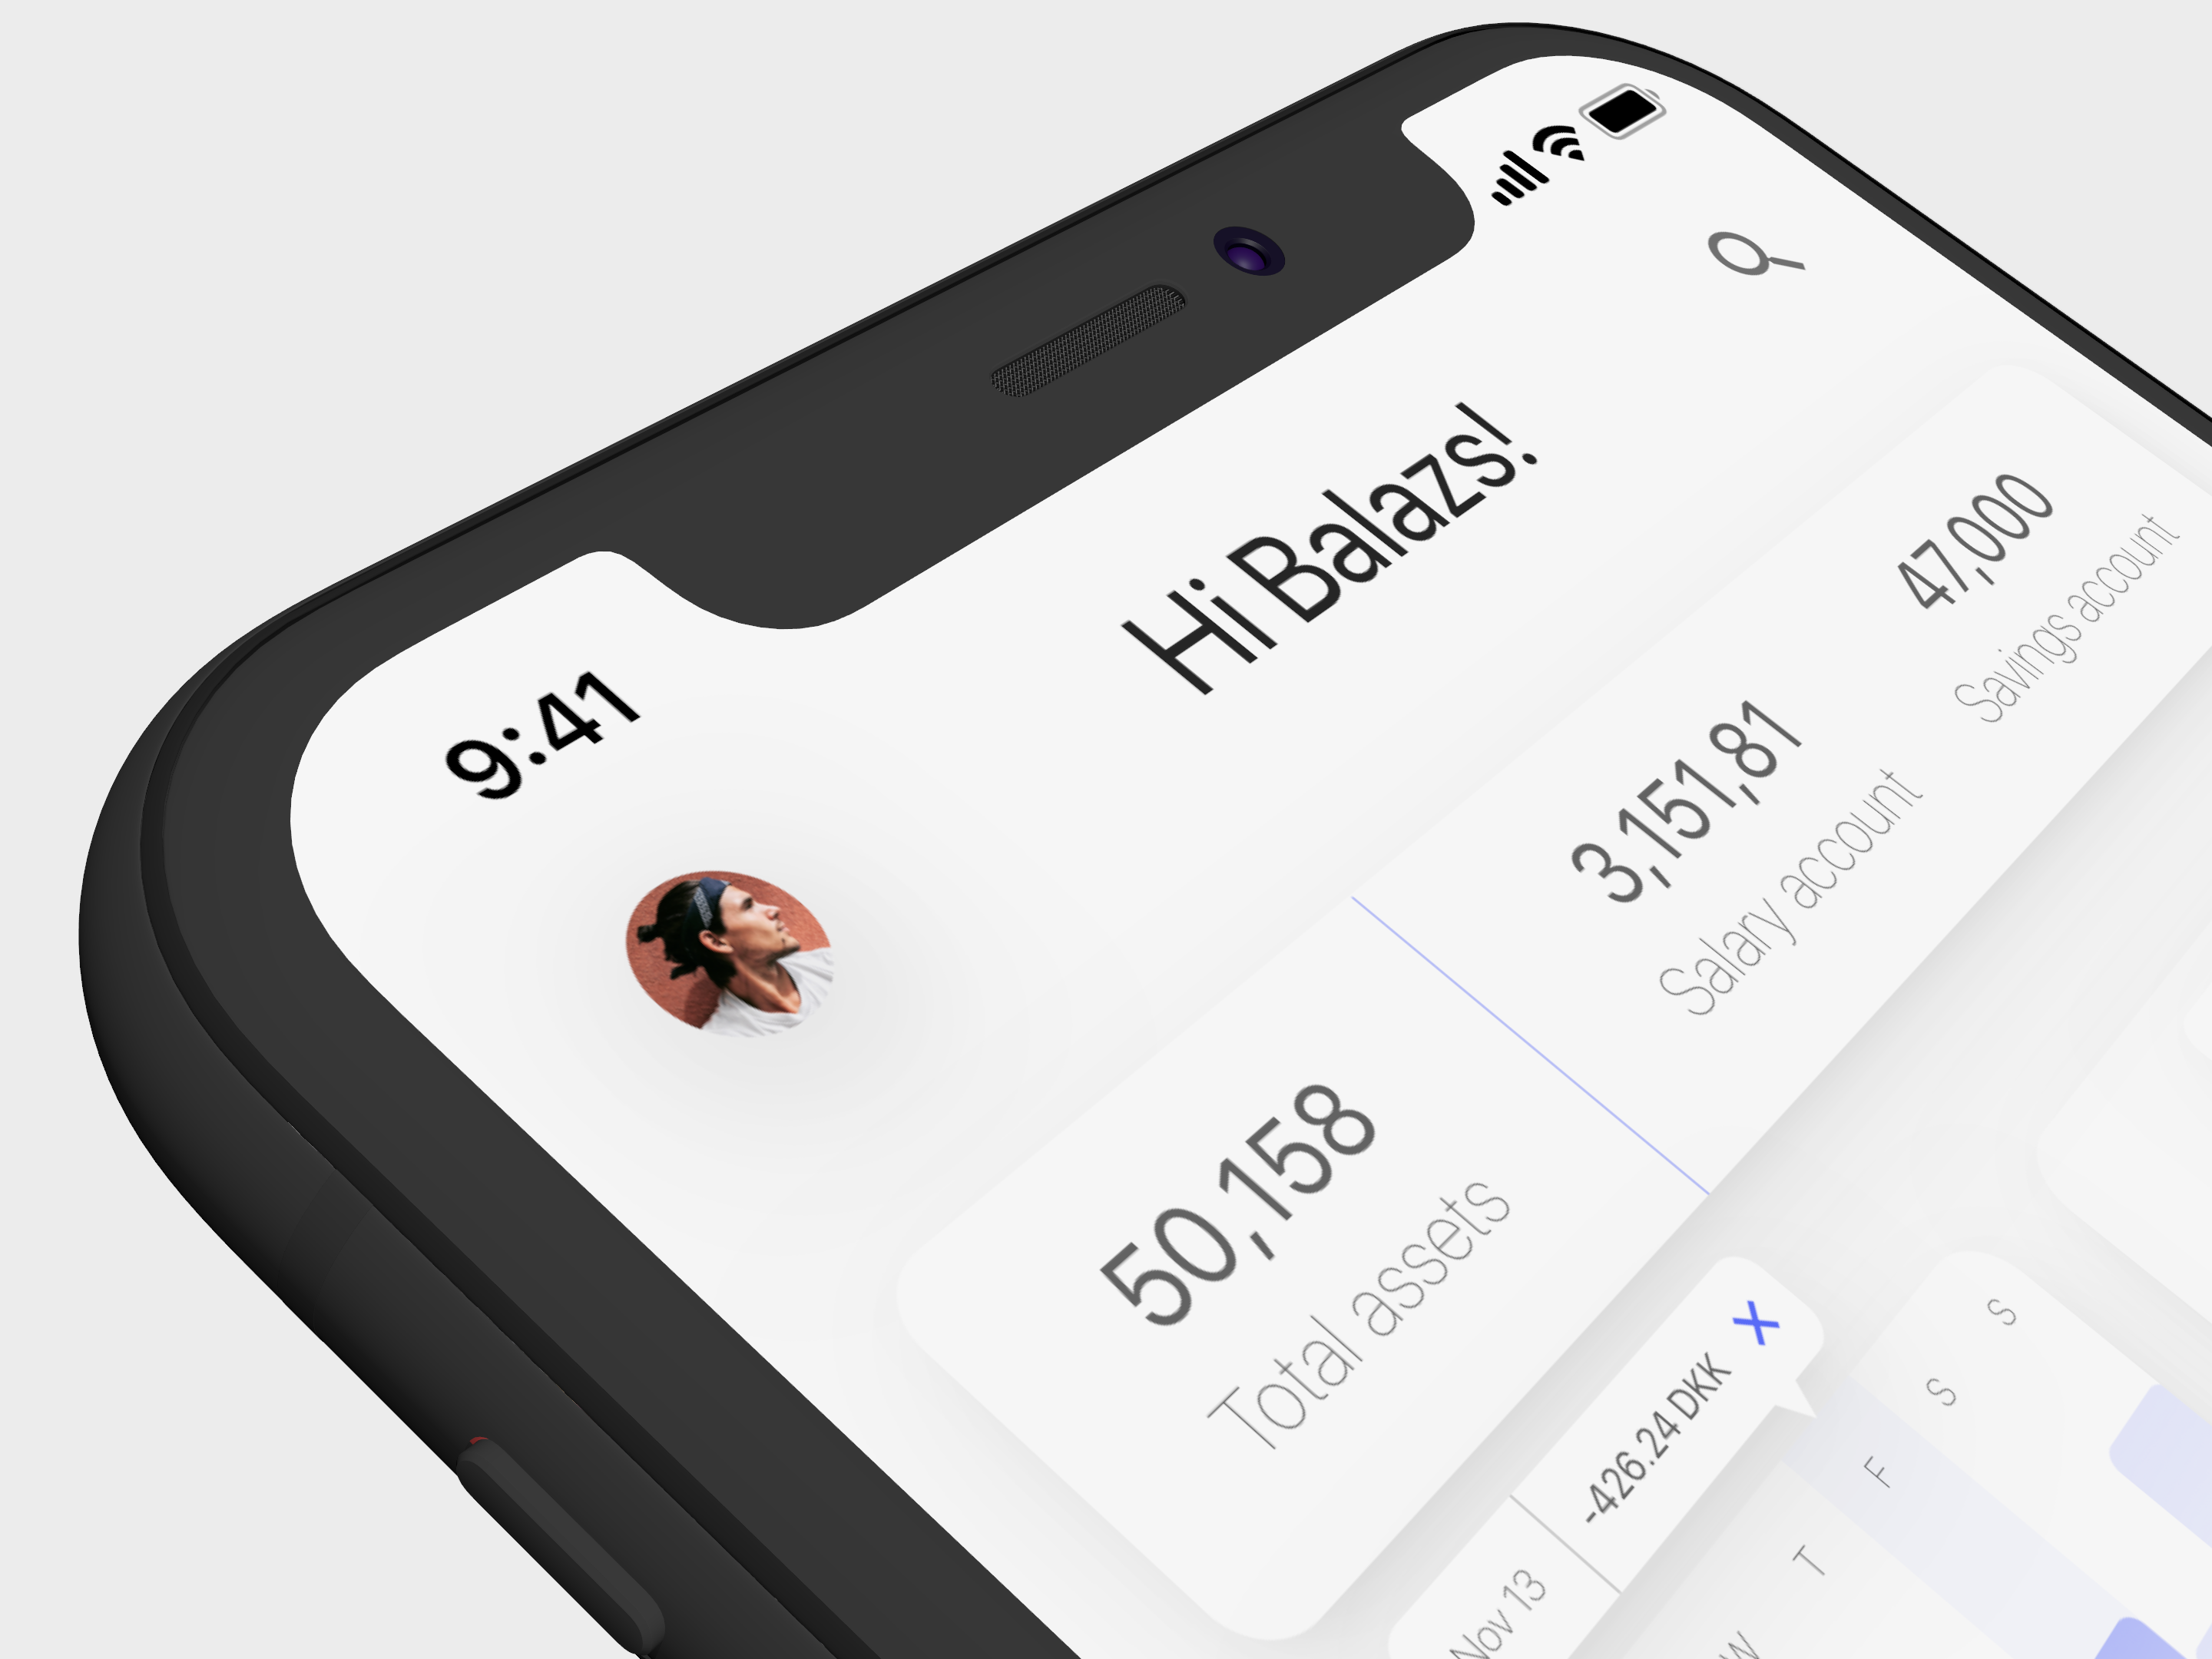 9:41
Hi Balazs!
50,158
Total assets
3,151,81
Salary account
47,000
Savings account
Nov 13
-426.24 DKK
W
T
F
S
S